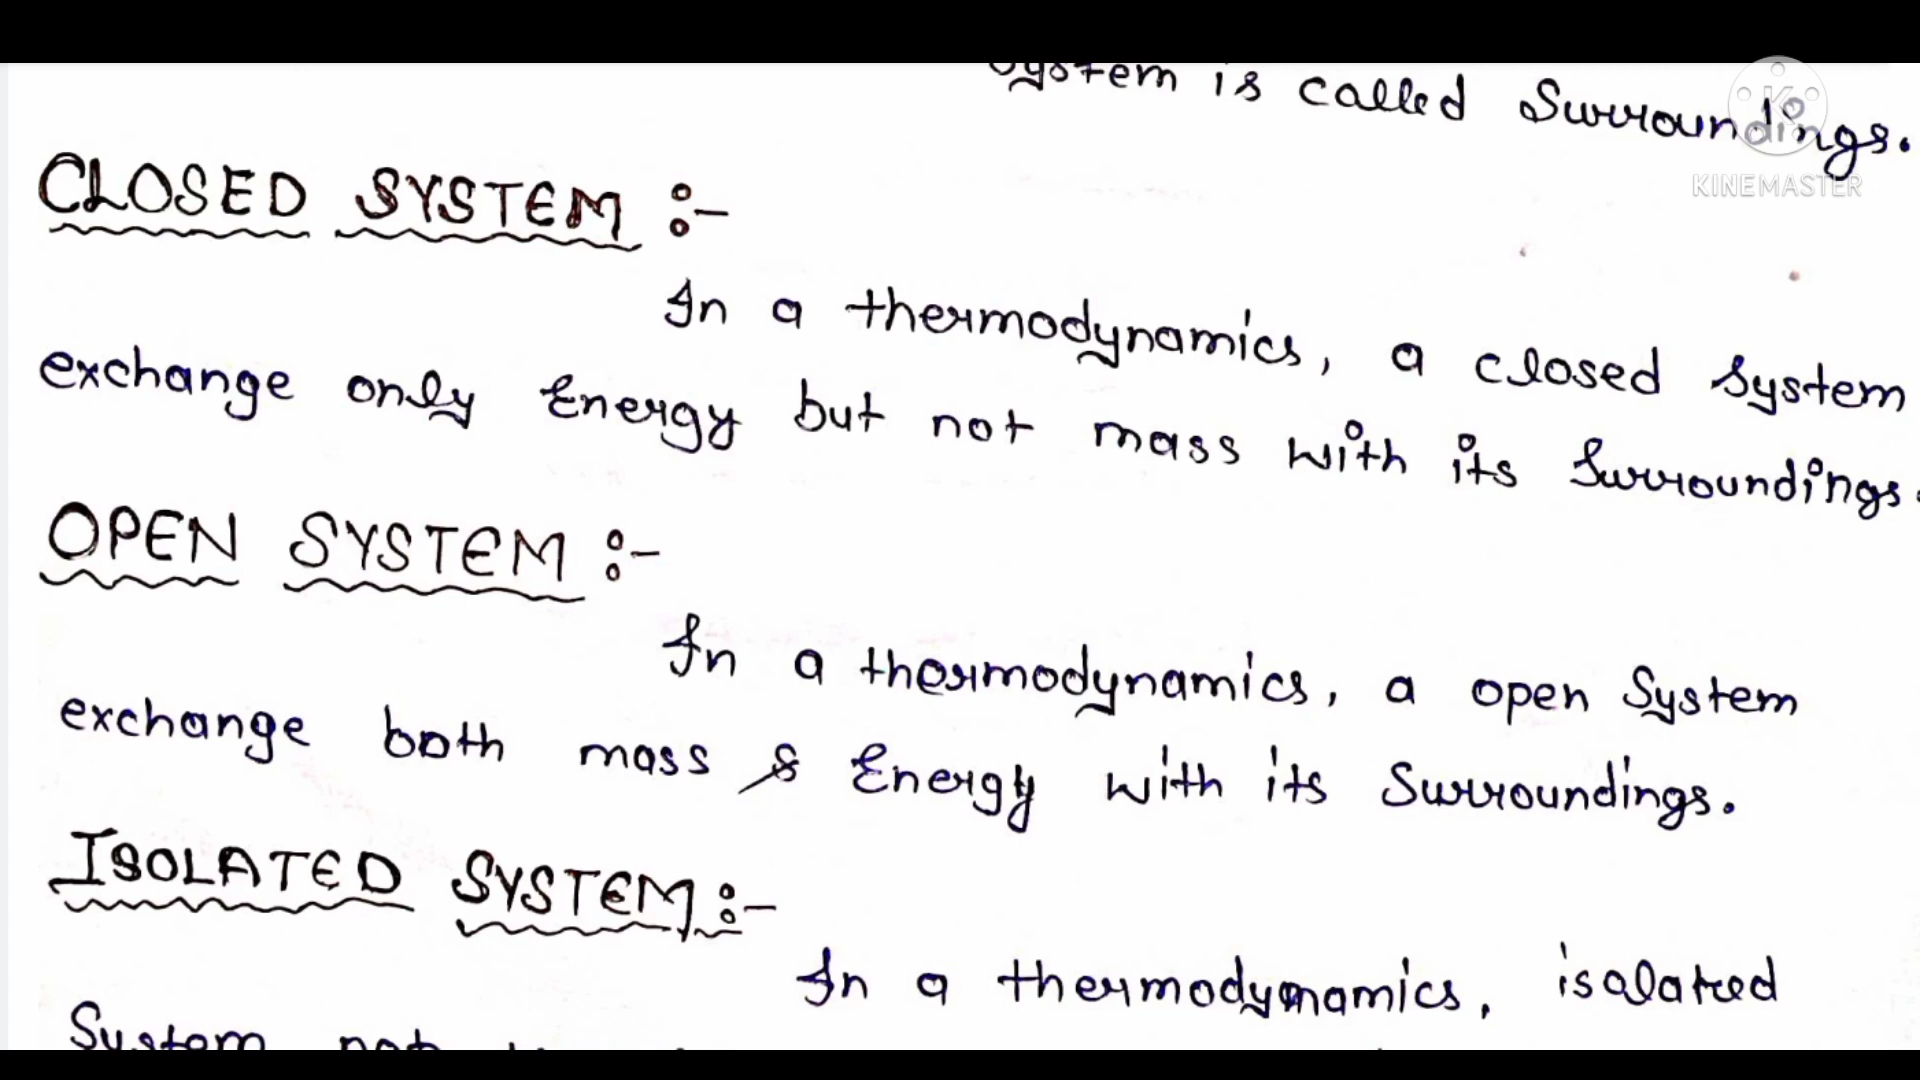 System is called Surroundings.
KINEMASTER
CLOSED SYSTEM :-
In a thermodynamics, a closed System
exchange only Energy but not mass with its Surroundings.
OPEN SYSTEM :-
In a thermodynamics, a open System
exchange both mass & Energy with its Surroundings.
ISOLATED SYSTEM :-
In a thermodynamics, isolated
System not